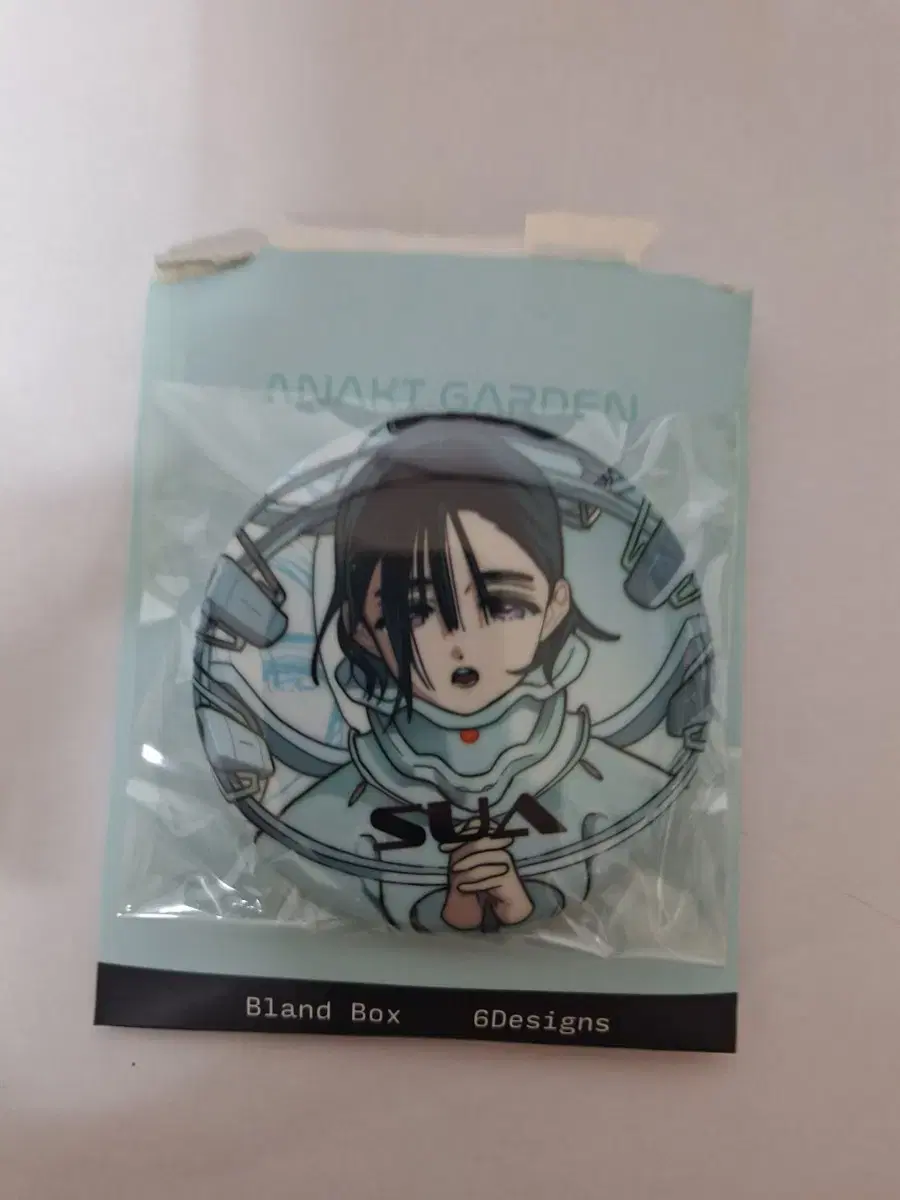 ANAKT GARDEN
SUA
Bland Box 6Designs